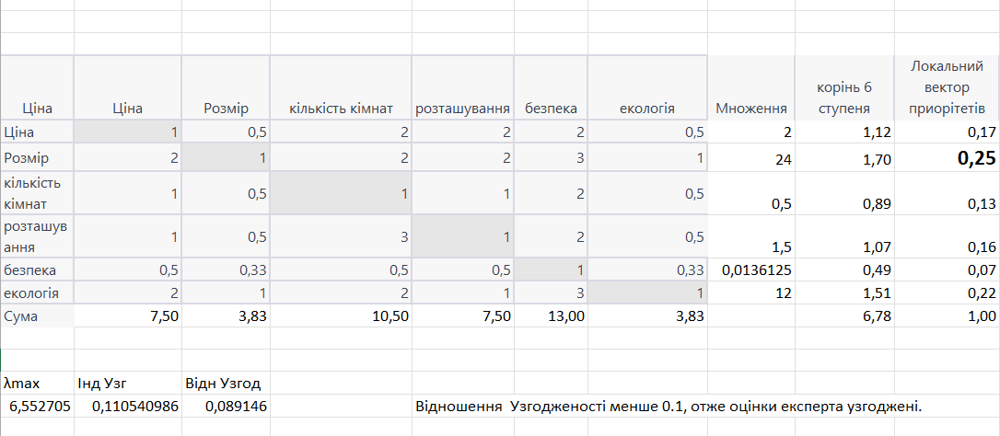 Локальний
корінь 6 вектор
Ціна Ціна Розмір кількість кімнат розташування безпека екологія Множення ступеня приорітетів
Ціна 1 0,5 2 2 2 0,5 2 1,12 0,17
Розмір 2 1 2 2 3 1 24 1,70 0,25
кількість
кімнат 1 0,5 1 1 2 0,5 0,5 0,89 0,13
розташув
ання 1 0,5 3 1 2 0,5 1,5 1,07 0,16
безпека 0,5 0,33 0,5 0,5 1 0,33 0,0136125 0,49 0,07
екологія 2 1 2 1 3 1 12 1,51 0,22
Сума 7,50 3,83 10,50 7,50 13,00 3,83 6,78 1,00
λmax Інд Узг Відн Узгод
6,552705 0,110540986 0,089146 Відношення Узгодженості менше 0.1, отже оцінки експерта узгоджені.